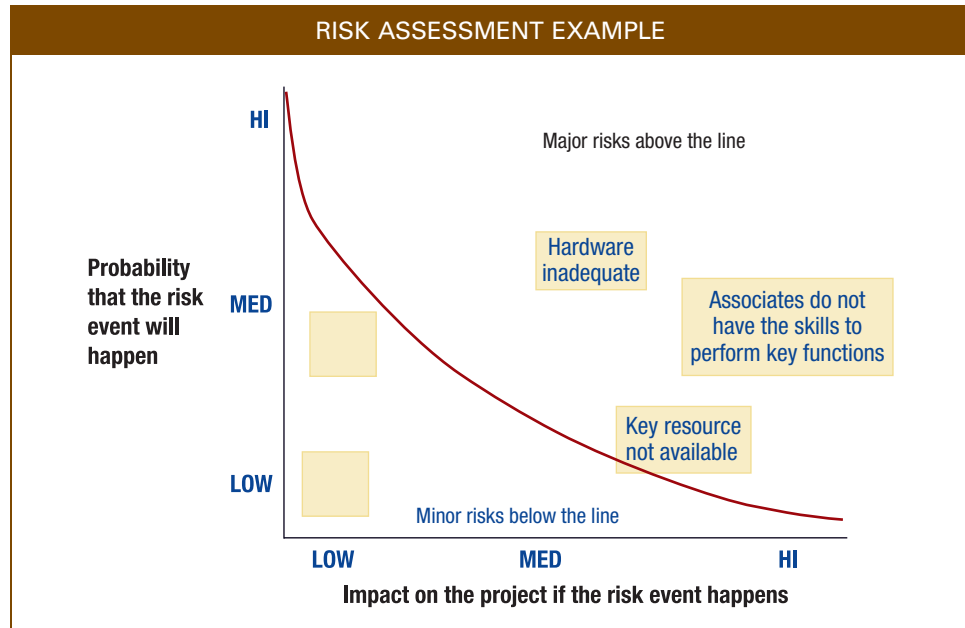 RISK ASSESSMENT EXAMPLE
HI
Major risks above the line
Probability
that the risk
event will
happen
MED
Hardware
inadequate
Associates do not
have the skills to
perform key functions
Key resource
not available
LOW
Minor risks below the line
LOW
MED
HI
Impact on the project if the risk event happens